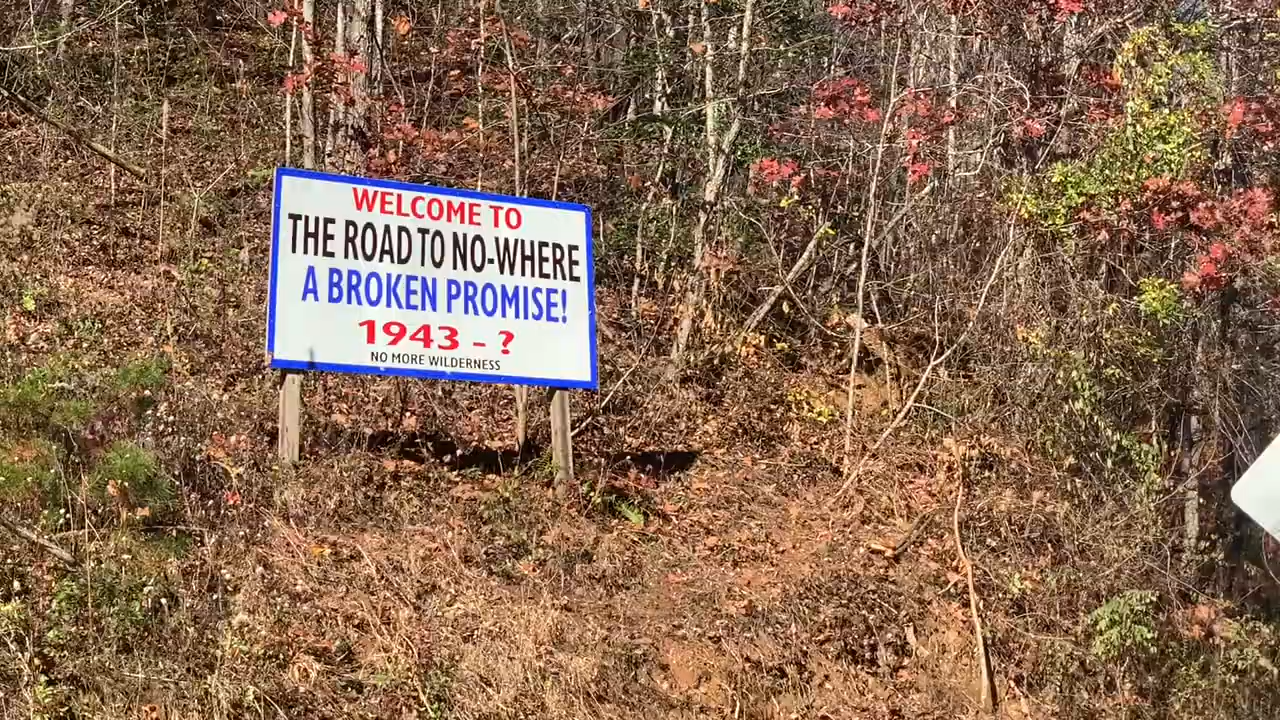 WELCOME TO
THE ROAD TO NO-WHERE
A BROKEN PROMISE!
1943 - ?
NO MORE WILDERNESS